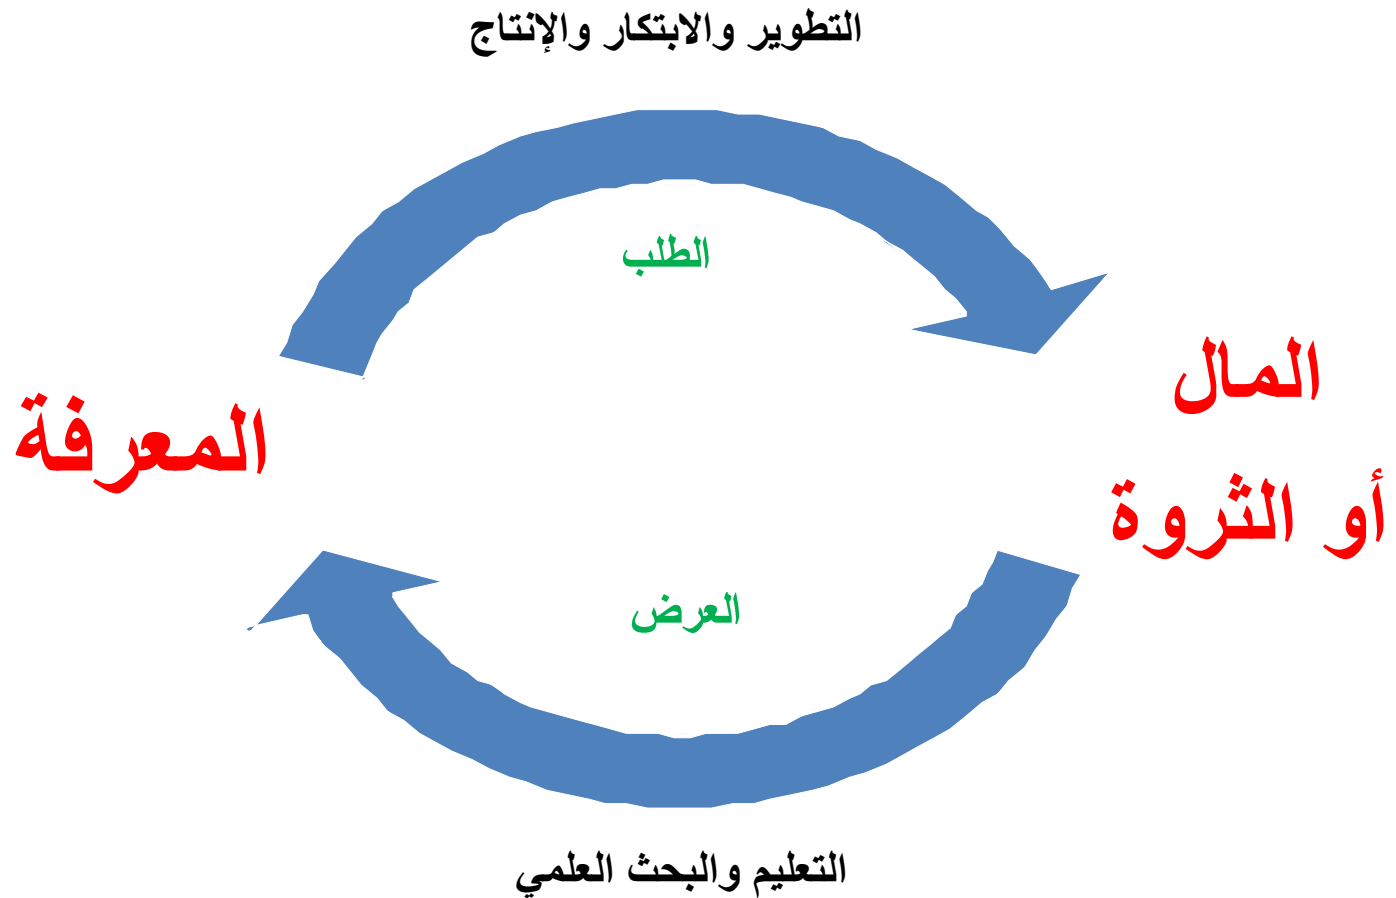 التطوير والابتكار والإنتاج
الطلب
المال
أو الثروة
المعرفة
العرض
التعليم والبحث العلمي